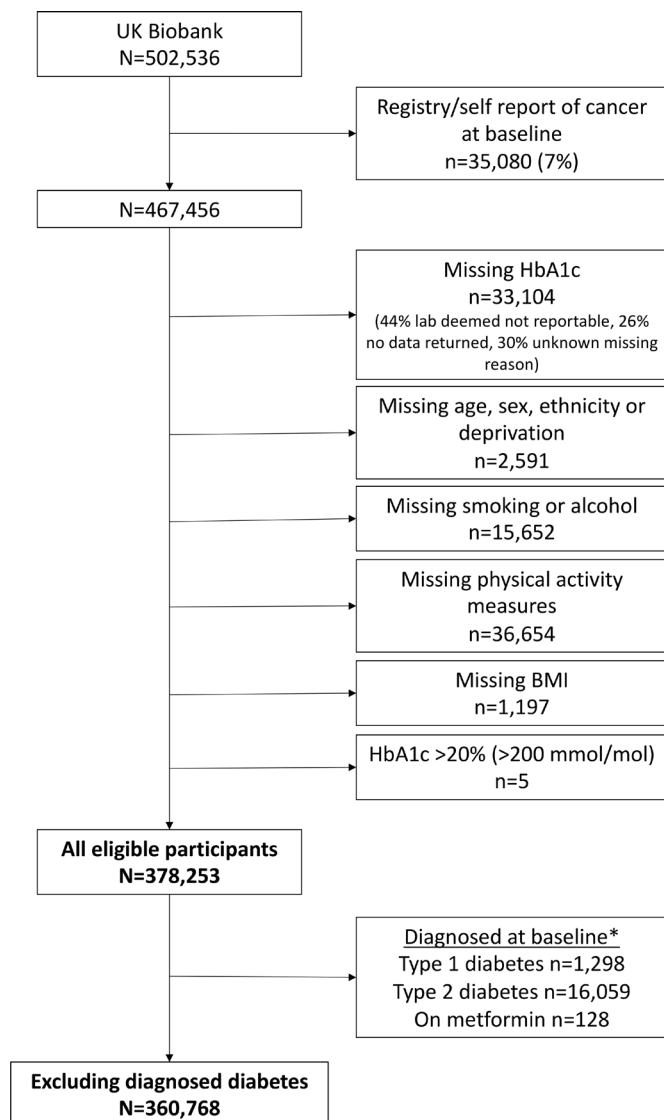 UK Biobank
N=502,536
Registry/self report of cancer
at baseline
n=35,080 (7%)
N=467,456
Missing HbA1c
n=33,104
(44% lab deemed not reportable, 26%
no data returned, 30% unknown missing
reason)
Missing age, sex, ethnicity or
deprivation
n=2,591
Missing smoking or alcohol
n=15,652
Missing physical activity
measures
n=36,654
Missing BMI
n=1,197
HbA1c >20% (>200 mmol/mol)
n=5
All eligible participants
N=378,253
Diagnosed at baseline*
Type 1 diabetes n=1,298
Type 2 diabetes n=16,059
On metformin n=128
Excluding diagnosed diabetes
N=360,768